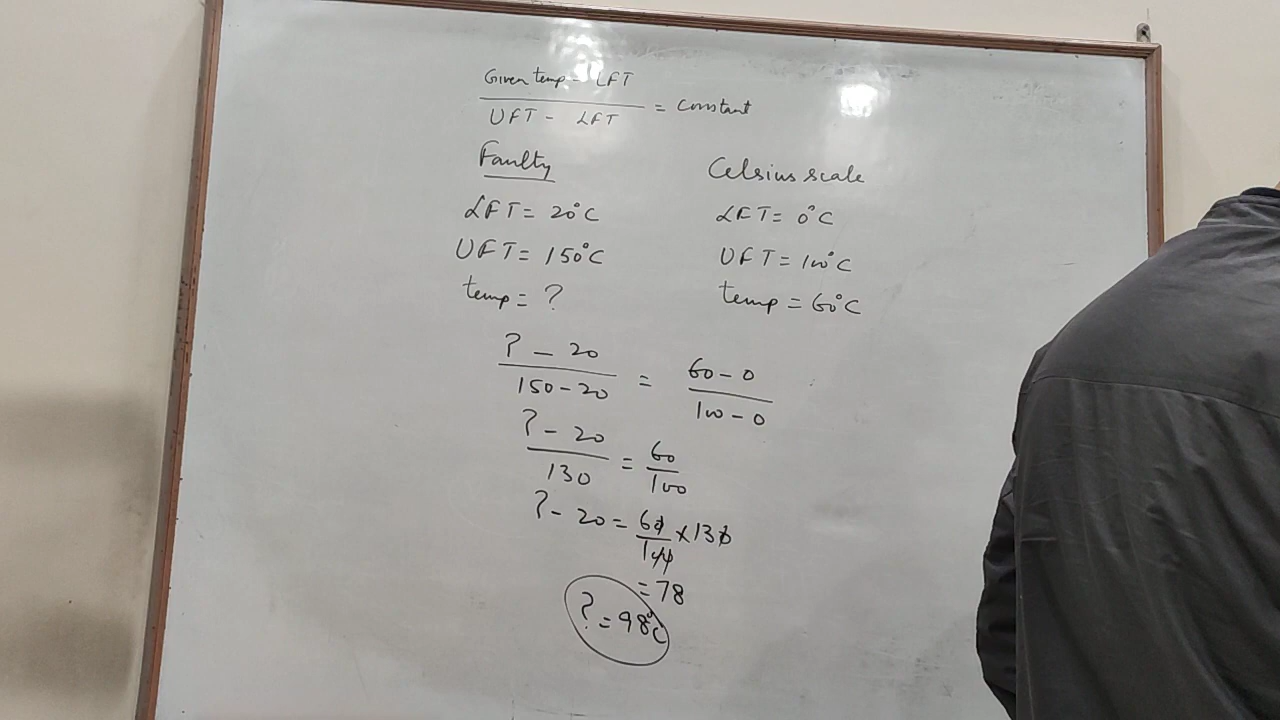 Given temp - LFT
UFT - LFT
= Constant
Faulty
Celsius scale
LFT = 20°C
LFT = 0°C
UFT = 150°C
UFT = 100°C
temp = ?
temp = 60°C
? - 20
150 - 20
=
60 - 0
100 - 0
? - 20
130
=
60
100
? - 20 = 60 × 130
100
= 78
? = 98°C